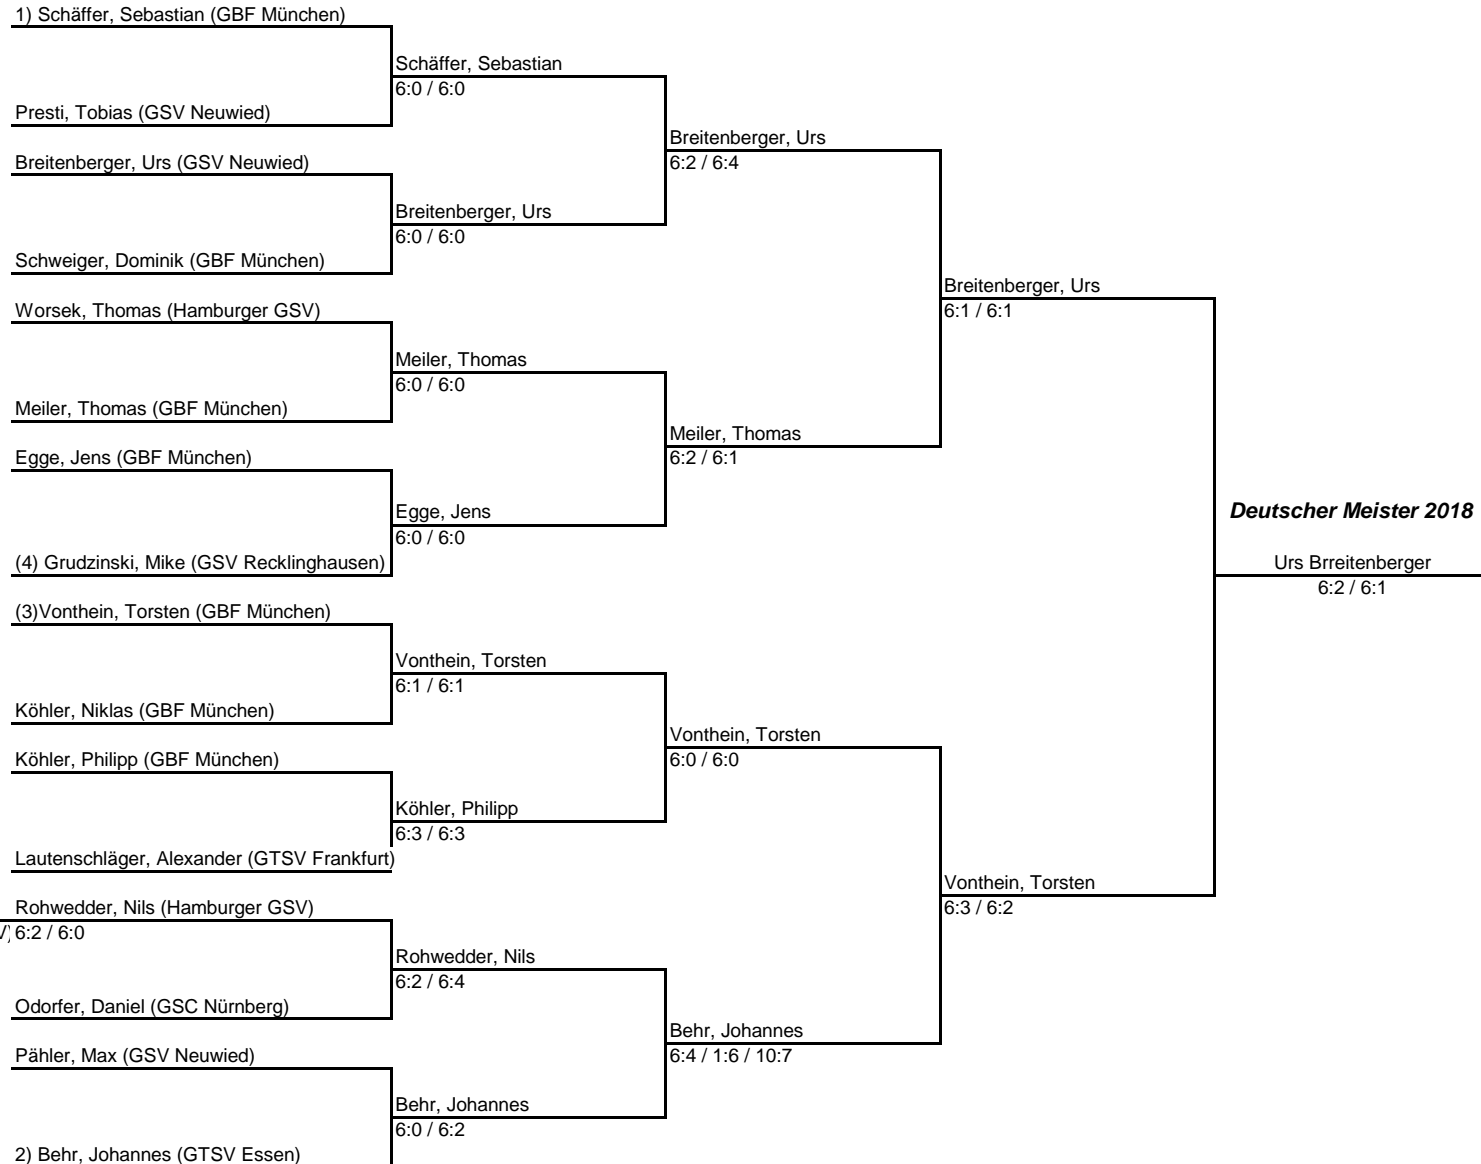 1) Schäffer, Sebastian (GBF München)
Schäffer, Sebastian
6:0 / 6:0
Presti, Tobias (GSV Neuwied)
Breitenberger, Urs
6:2 / 6:4
Breitenberger, Urs (GSV Neuwied)
Breitenberger, Urs
6:0 / 6:0
Schweiger, Dominik (GBF München)
Breitenberger, Urs
6:1 / 6:1
Worsek, Thomas (Hamburger GSV)
Meiler, Thomas
6:0 / 6:0
Meiler, Thomas (GBF München)
Meiler, Thomas
6:2 / 6:1
Egge, Jens (GBF München)
Egge, Jens
6:0 / 6:0
Deutscher Meister 2018
(4) Grudzinski, Mike (GSV Recklinghausen)
Urs Brreitenberger
6:2 / 6:1
(3)Vonthein, Torsten (GBF München)
Vonthein, Torsten
6:1 / 6:1
Köhler, Niklas (GBF München)
Vonthein, Torsten
6:0 / 6:0
Köhler, Philipp (GBF München)
Köhler, Philipp
6:3 / 6:3
Lautenschläger, Alexander (GTSV Frankfurt)
Vonthein, Torsten
6:3 / 6:2
Rohwedder, Nils (Hamburger GSV)
6:2 / 6:0
Rohwedder, Nils
6:2 / 6:4
Odorfer, Daniel (GSC Nürnberg)
Behr, Johannes
6:4 / 1:6 / 10:7
Pähler, Max (GSV Neuwied)
Behr, Johannes
6:0 / 6:2
2) Behr, Johannes (GTSV Essen)